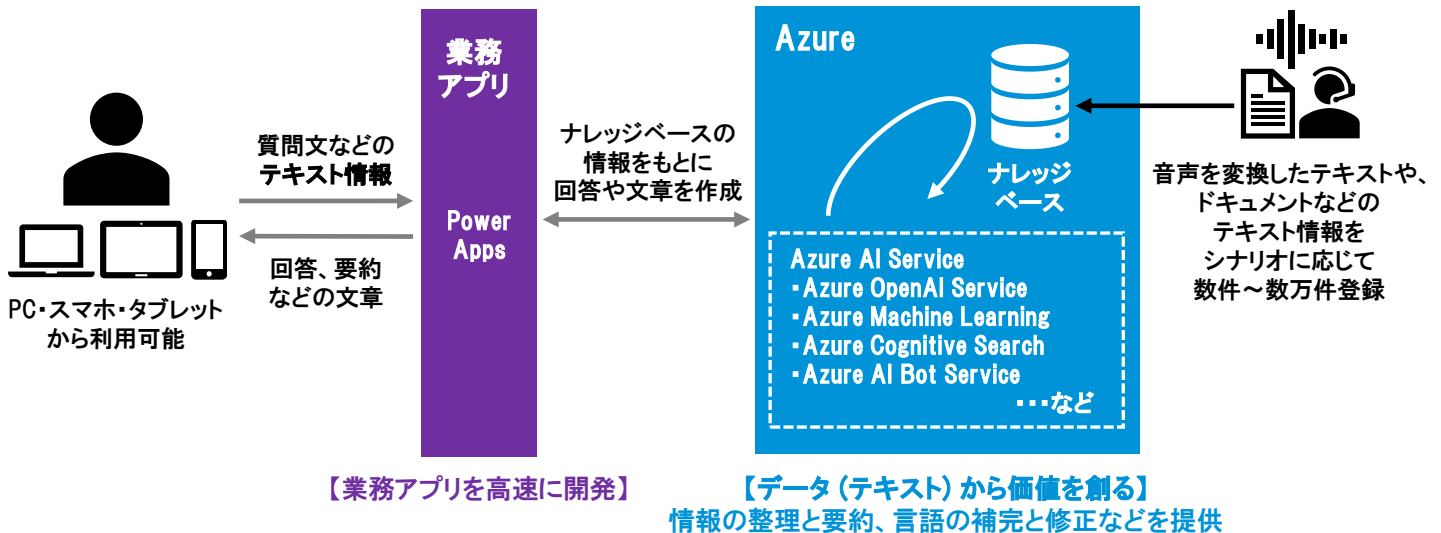 質問文などの
テキスト情報
回答、要約
などの文章
PC・スマホ・タブレット
から利用可能
業務
アプリ
Power
Apps
ナレッジベースの
情報をもとに
回答や文章を作成
Azure
ナレッジ
ベース
Azure AI Service
・Azure OpenAI Service
・Azure Machine Learning
・Azure Cognitive Search
・Azure AI Bot Service
・・・など
音声を変換したテキストや、
ドキュメントなどの
テキスト情報を
シナリオに応じて
数件～数万件登録
【業務アプリを高速に開発】
【データ(テキスト)から価値を創る】
情報の整理と要約、言語の補完と修正などを提供